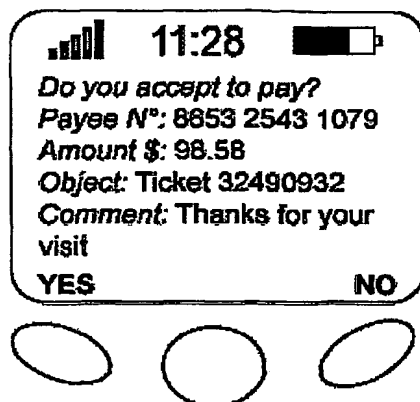 11:28
Do you accept to pay?
Payee N°: 8853 2543 1079
Amount $: 98.58
Object: Ticket 32490932
Comment: Thanks for your
visit
YES NO